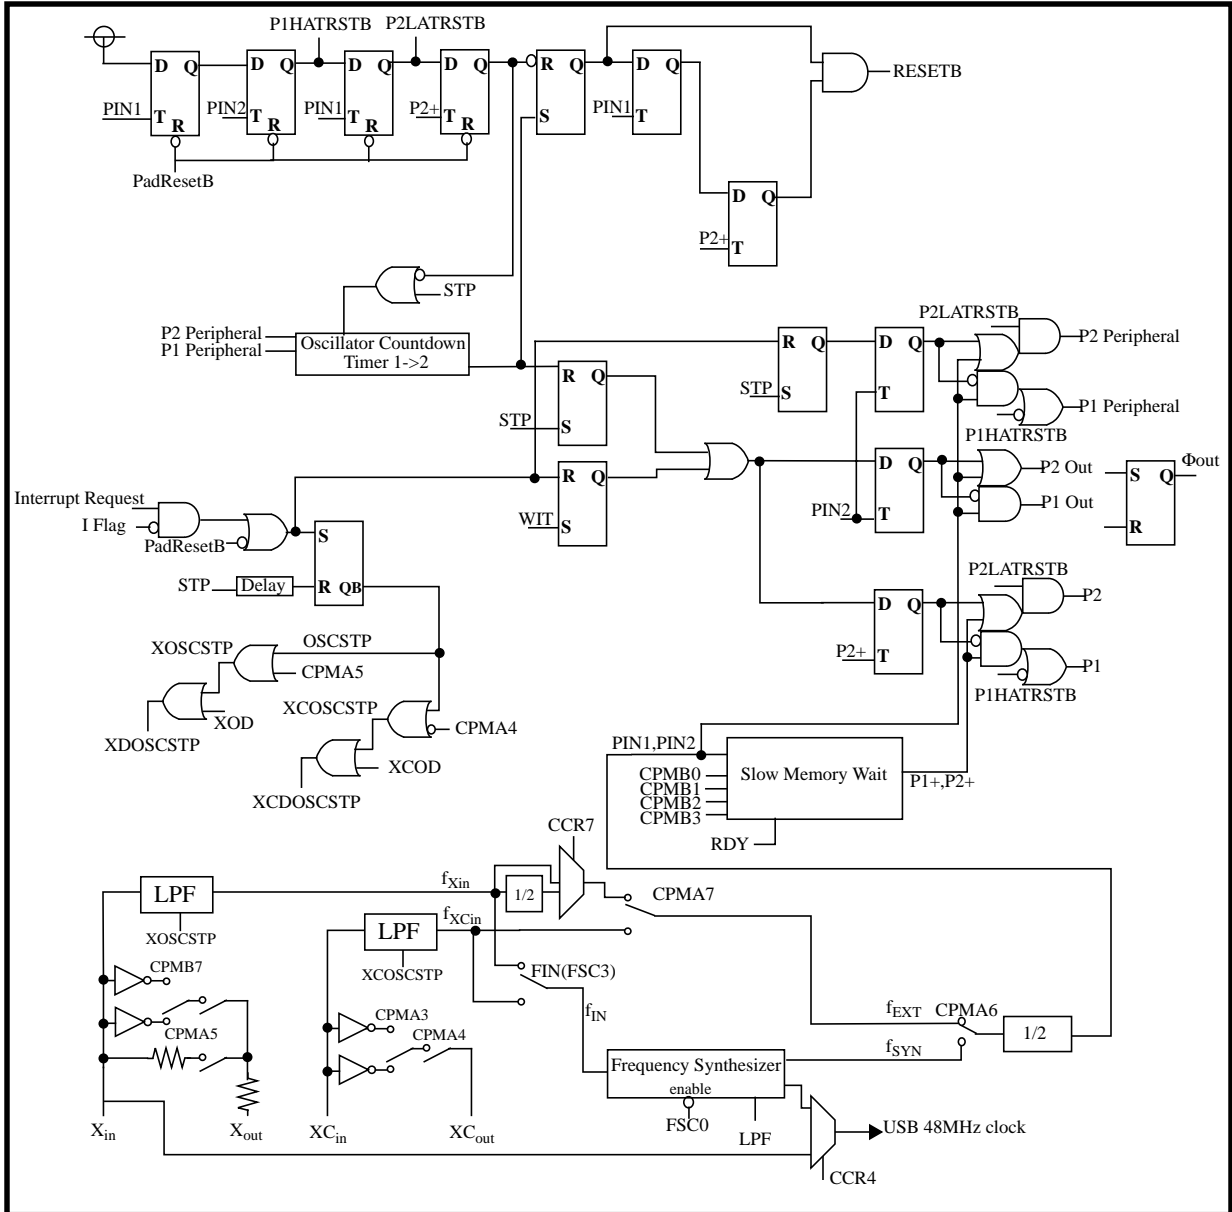 P1HATRSTB P2LATRSTB
D Q D Q D Q D Q R Q D Q
PIN1 T R PIN2 T R PIN1 T R P2+ T R S PIN1 T
RESETB
PadResetB
D Q
P2+ T
STP
P2 Peripheral
P1 Peripheral
Oscillator Countdown
Timer 1->2
R Q
STP S
R Q
STP S
D Q
T
P2LATRSTB
P2 Peripheral
P1 Peripheral
P1HATRSTB
Interrupt Request
I Flag
PadResetB
S
R QB
STP Delay
R Q
WIT S
D Q
PIN2 T
P2 Out
P1 Out
S Q Φout
R
P2LATRSTB
P2
P1
P1HATRSTB
D Q
P2+ T
XOSCSTP OSCSTP
CPMA5
XOD
XDOSCSTP
XCOSCSTP
CPMA4
XCOD
XCDOSCSTP
PIN1,PIN2
CPMB0
CPMB1
CPMB2
CPMB3
Slow Memory Wait
P1+,P2+
RDY
CCR7
LPF
XOSCSTP
fXin
1/2
CPMA7
LPF
XCOSCSTP
fXCin
FIN(FSC3)
fIN
CPMB7
CPMA5
CPMA3
CPMA4
fEXT CPMA6
fSYN
1/2
Frequency Synthesizer
enable
FSC0
LPF
Xin Xout XCin XCout
USB 48MHz clock
CCR4